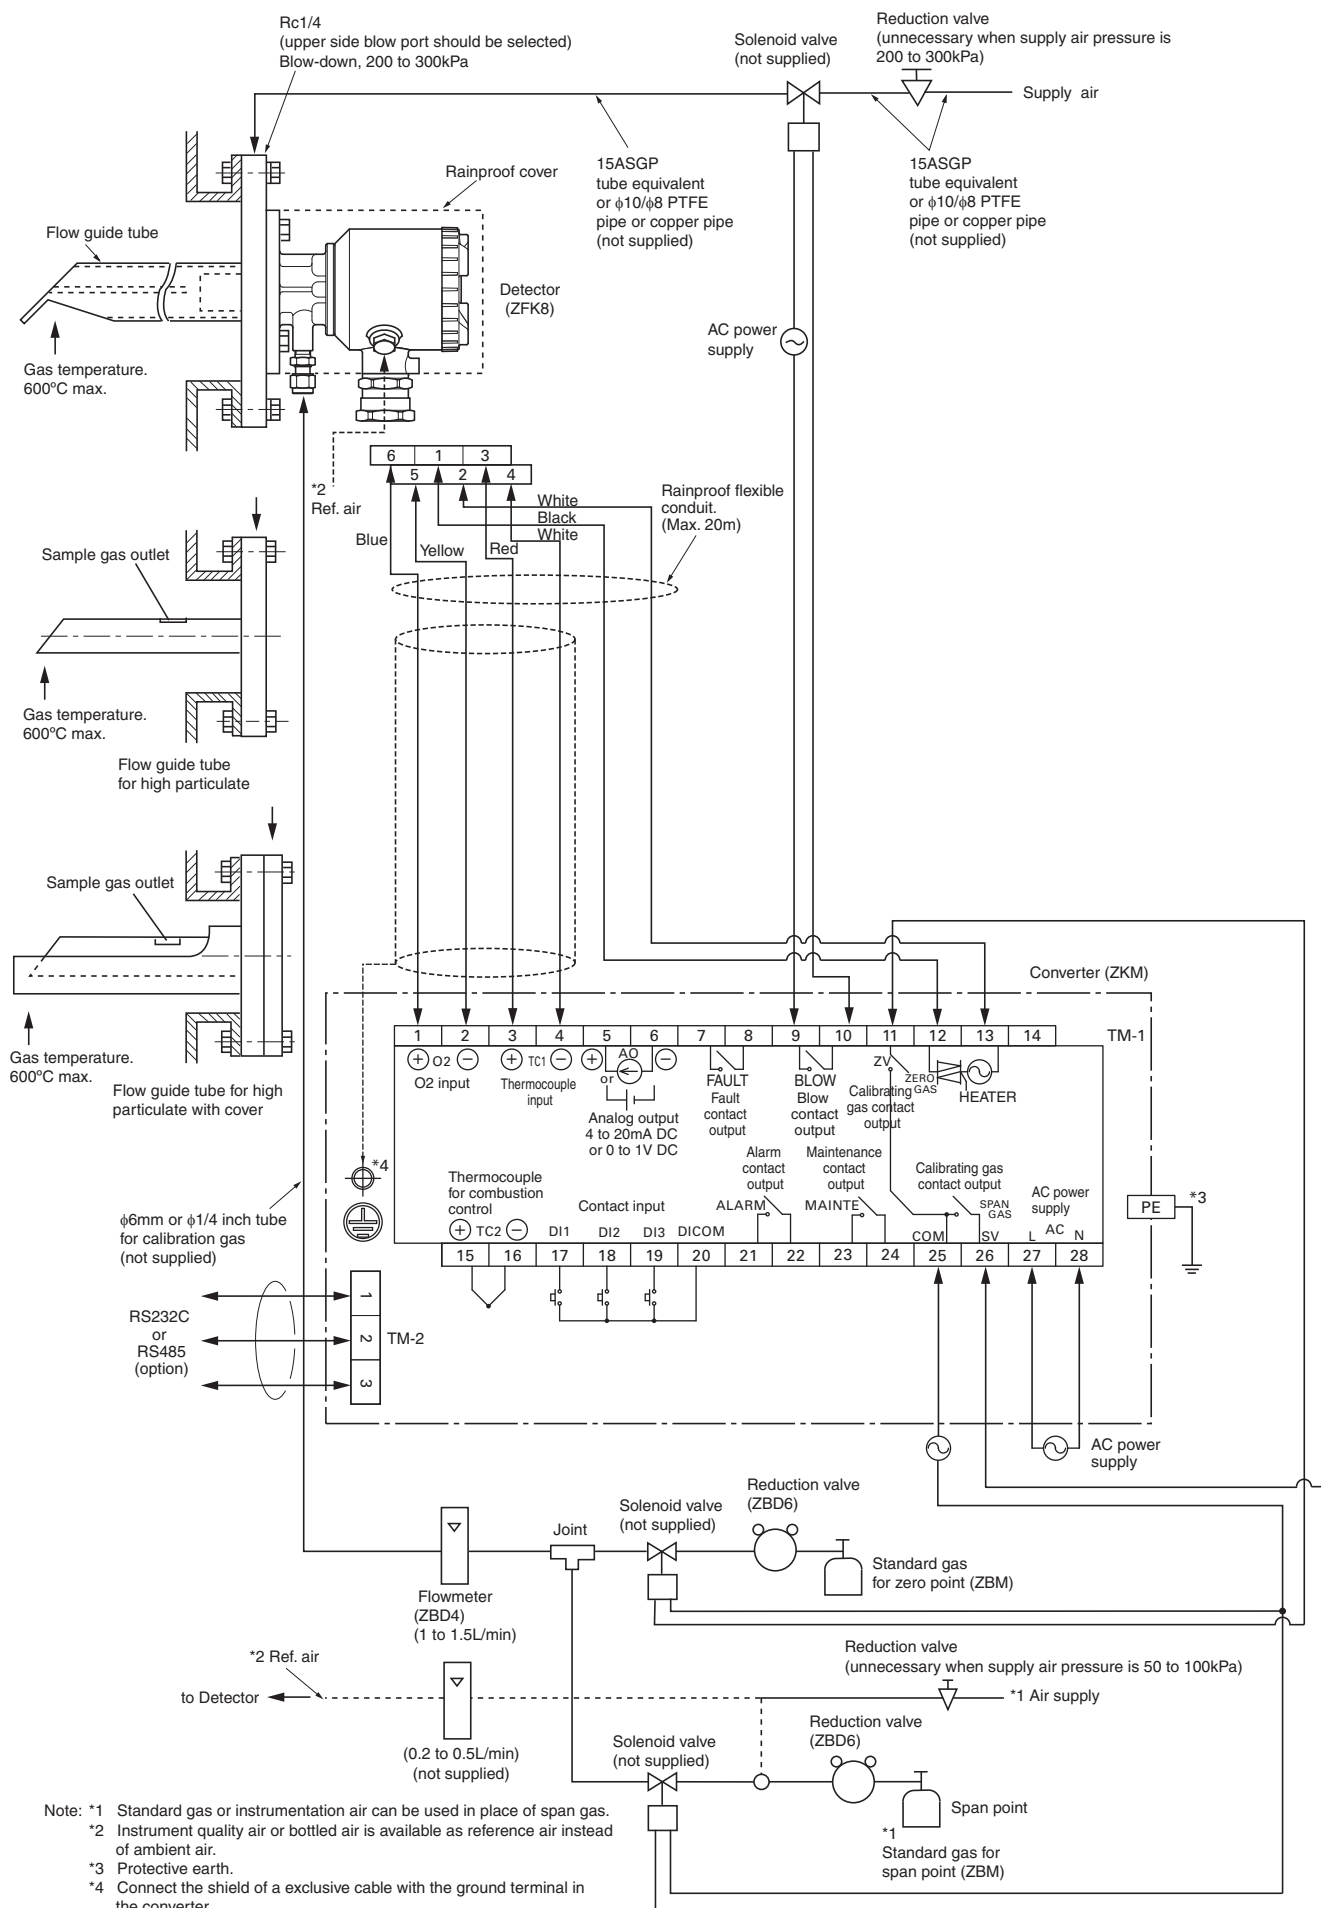 Rc1/4
(upper side blow port should be selected)
Blow-down, 200 to 300kPa
Solenoid valve
(not supplied)
Reduction valve
(unnecessary when supply air pressure is
200 to 300kPa)
Supply air
15ASGP
tube equivalent
or ϕ10/ϕ8 PTFE
pipe or copper pipe
(not supplied)
15ASGP
tube equivalent
or ϕ10/ϕ8 PTFE
pipe or copper pipe
(not supplied)
Rainproof cover
Flow guide tube
Detector
(ZFK8)
AC power
supply
Gas temperature.
600ºC max.
6 1 3
5 2 4
*2
Ref. air
White
Black
White
Blue
Yellow
Red
Rainproof flexible
conduit.
(Max. 20m)
Sample gas outlet
Gas temperature.
600ºC max.
Flow guide tube
for high particulate
Sample gas outlet
Gas temperature.
600ºC max.
Flow guide tube for high
particulate with cover
Converter (ZKM)
1 2 3 4 5 6 7 8 9 10 11 12 13 14
TM-1
+ O2 −
O2 input
+ TC1 −
Thermocouple
input
+ AO −
or
Analog output
4 to 20mA DC
or 0 to 1V DC
FAULT
Fault
contact
output
BLOW
Blow
contact
output
ZV
ZERO
GAS
Calibrating
gas contact
output
HEATER
*4
Thermocouple
for combustion
control
+ TC2 −
Contact input
DI1 DI2 DI3 DICOM
Alarm
contact
output
ALARM
Maintenance
contact
output
MAINTE
Calibrating gas
contact output
SPAN
GAS
COM
SV
AC power
supply
L AC N
15 16 17 18 19 20 21 22 23 24 25 26 27 28
PE
*3
ϕ6mm or ϕ1/4 inch tube
for calibration gas
(not supplied)
RS232C
or
RS485
(option)
1
2
3
TM-2
AC power
supply
Reduction valve
(ZBD6)
Solenoid valve
(not supplied)
Joint
Standard gas
for zero point (ZBM)
Flowmeter
(ZBD4)
(1 to 1.5L/min)
*2 Ref. air
to Detector
(0.2 to 0.5L/min)
(not supplied)
Reduction valve
(unnecessary when supply air pressure is 50 to 100kPa)
*1 Air supply
Reduction valve
(ZBD6)
Solenoid valve
(not supplied)
Span point
*1
Standard gas for
span point (ZBM)
Note: *1 Standard gas or instrumentation air can be used in place of span gas.
*2 Instrument quality air or bottled air is available as reference air instead
of ambient air.
*3 Protective earth.
*4 Connect the shield of a exclusive cable with the ground terminal in
the converter